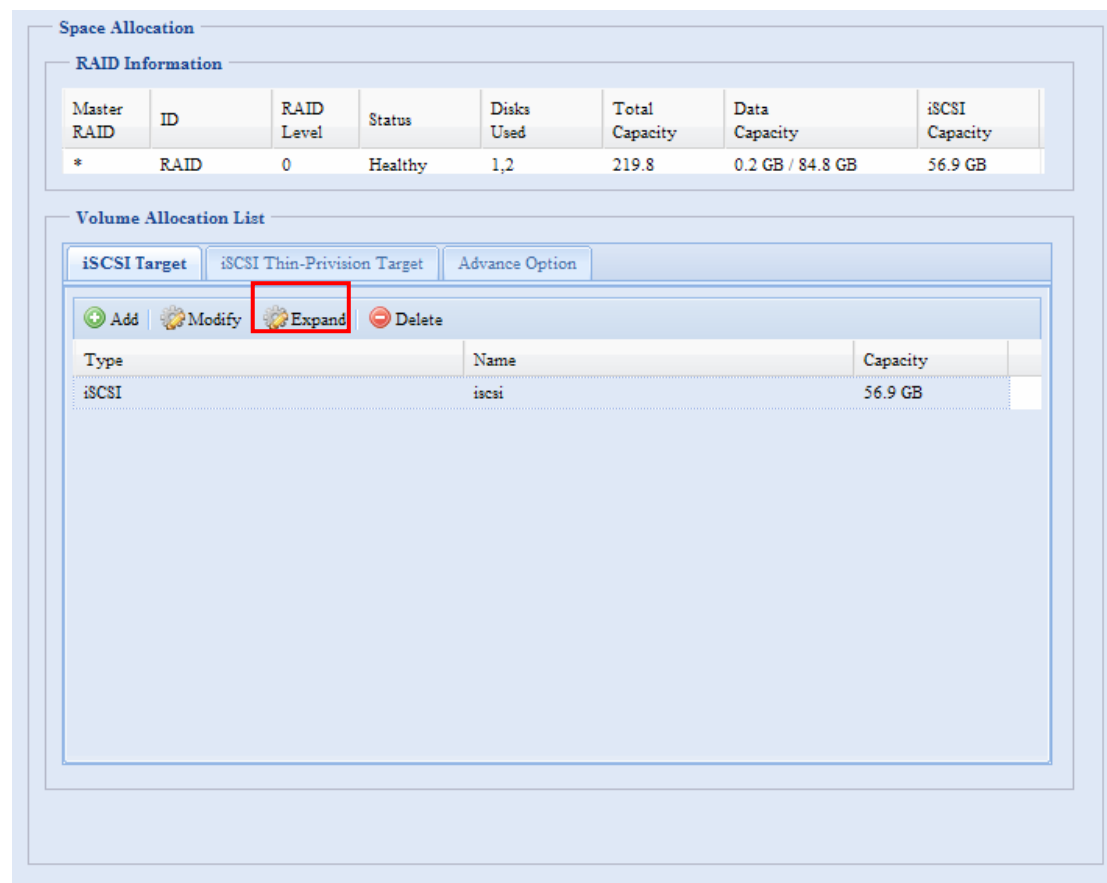 Space Allocation
RAID Information
Master RAID ID RAID Level Status Disks Used Total Capacity Data Capacity iSCSI Capacity
* RAID 0 Healthy 1,2 219.8 0.2 GB / 84.8 GB 56.9 GB
Volume Allocation List
iSCSI Target iSCSI Thin-Privision Target Advance Option
Add Modify Expand Delete
Type Name Capacity
iSCSI iscsi 56.9 GB